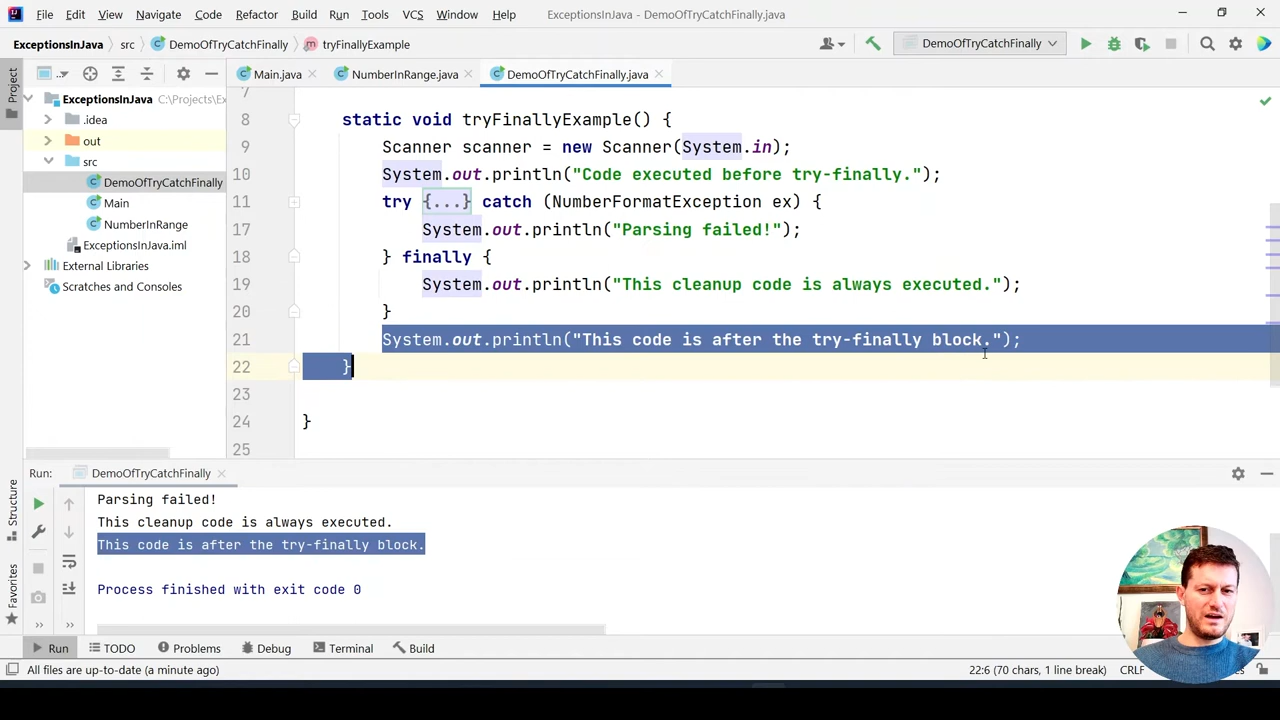 File Edit View Navigate Code Refactor Build Run Tools VCS Window Help ExceptionsInJava - DemoOfTryCatchFinally.java
ExceptionsInJava src DemoOfTryCatchFinally tryFinallyExample DemoOfTryCatchFinally
Project
Main.java NumberInRange.java DemoOfTryCatchFinally.java
ExceptionsInJava C:\Projects\Ex
.idea
out
src
DemoOfTryCatchFinally
Main
NumberInRange
ExceptionsInJava.iml
External Libraries
Scratches and Consoles
7
8 static void tryFinallyExample() {
9 Scanner scanner = new Scanner(System.in);
10 System.out.println("Code executed before try-finally.");
11 try {...} catch (NumberFormatException ex) {
17 System.out.println("Parsing failed!");
18 } finally {
19 System.out.println("This cleanup code is always executed.");
20 }
21 System.out.println("This code is after the try-finally block.");
22 }
23
24 }
25
Structure
Favorites
Run: DemoOfTryCatchFinally
Parsing failed!
This cleanup code is always executed.
This code is after the try-finally block.
Process finished with exit code 0
Run TODO Problems Debug Terminal Build
All files are up-to-date (a minute ago) 22:6 (70 chars, 1 line break) CRLF